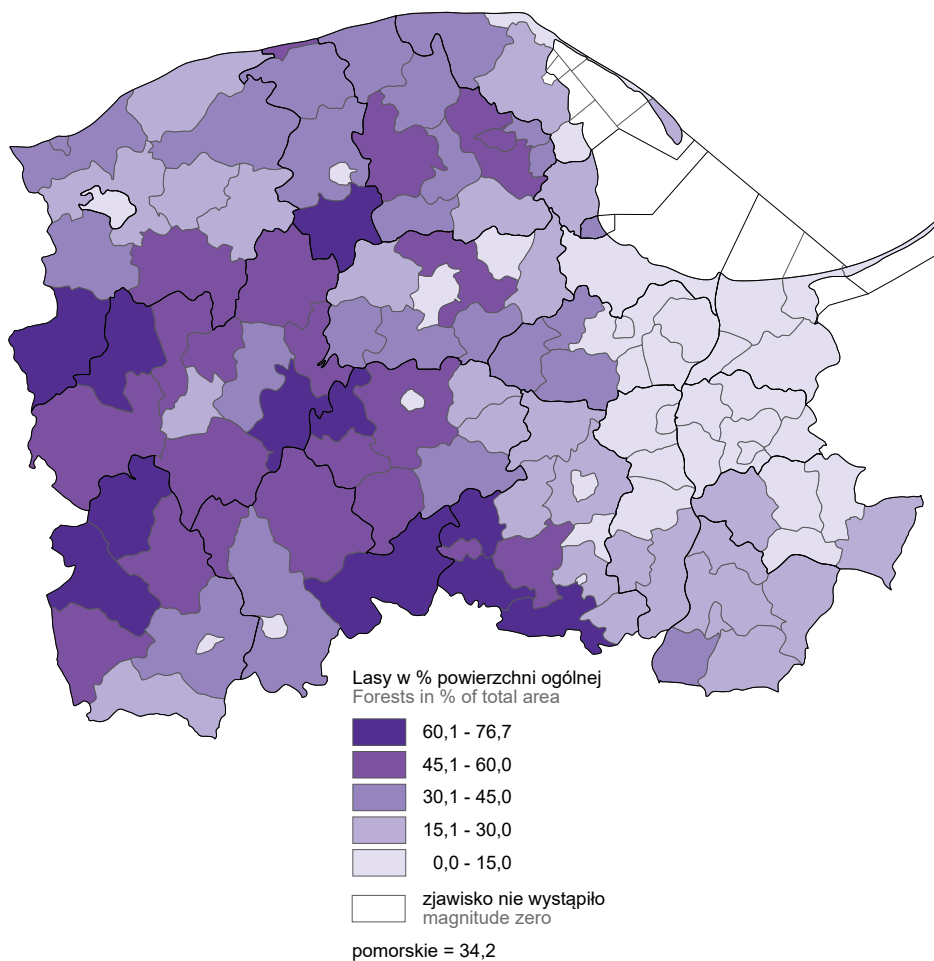 Lasy w % powierzchni ogólnej
Forests in % of total area
60,1 - 76,7
45,1 - 60,0
30,1 - 45,0
15,1 - 30,0
0,0 - 15,0
zjawisko nie wystąpiło
magnitude zero
pomorskie = 34,2